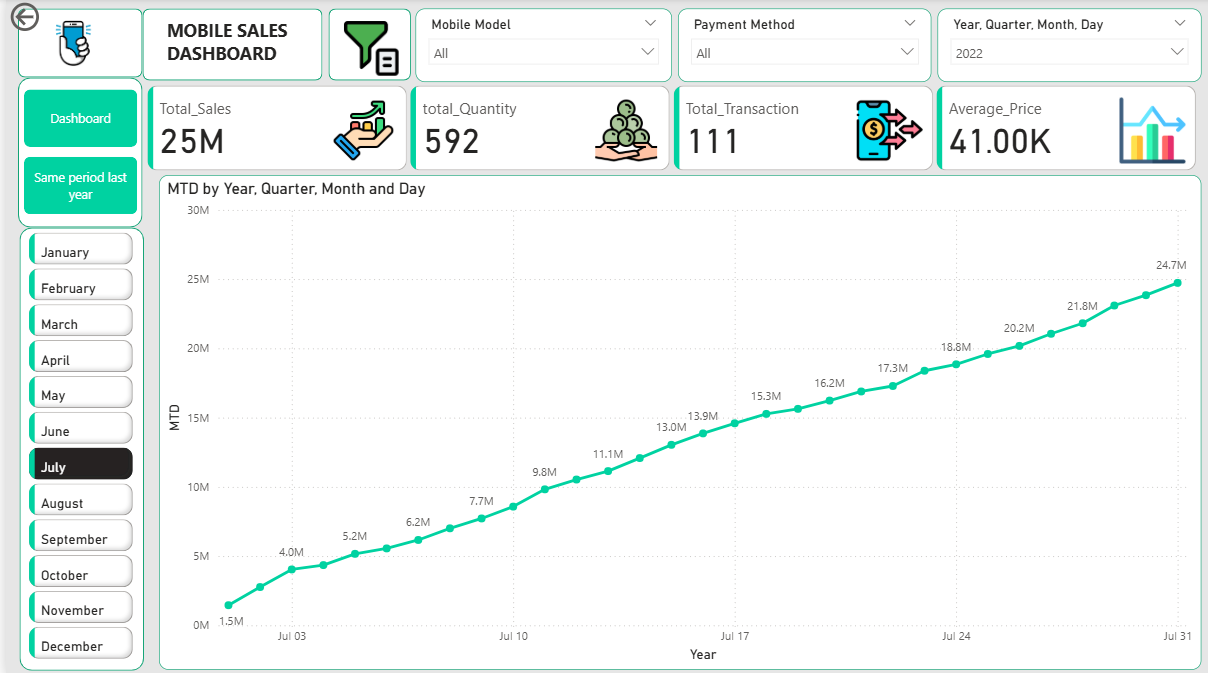 MOBILE SALES
DASHBOARD
Mobile Model
All
Payment Method
All
Year, Quarter, Month, Day
2022
Dashboard
Same period last
year
Total_Sales
25M
total_Quantity
592
Total_Transaction
111
Average_Price
41.00K
January
February
March
April
May
June
July
August
September
October
November
December
MTD by Year, Quarter, Month and Day
30M
25M
20M
15M
10M
5M
0M
MTD
1.5M
4.0M
5.2M
6.2M
7.7M
9.8M
11.1M
13.0M
13.9M
15.3M
16.2M
17.3M
18.8M
20.2M
21.8M
24.7M
Jul 03
Jul 10
Jul 17
Jul 24
Jul 31
Year